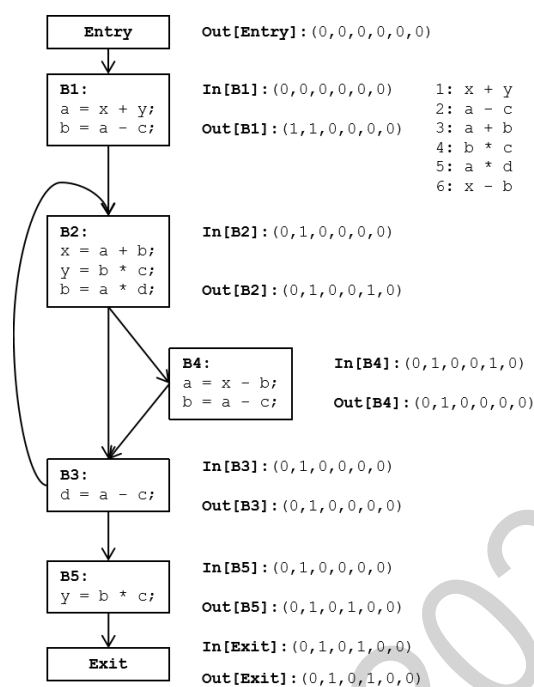 Entry
Out[Entry]:(0,0,0,0,0,0)
B1:
a = x + y;
b = a - c;
In[B1]:(0,0,0,0,0,0)
Out[B1]:(1,1,0,0,0,0)
1: x + y
2: a - c
3: a + b
4: b * c
5: a * d
6: x - b
B2:
x = a + b;
y = b * c;
b = a * d;
In[B2]:(0,1,0,0,0,0)
Out[B2]:(0,1,0,0,1,0)
B4:
a = x - b;
b = a - c;
In[B4]:(0,1,0,0,1,0)
Out[B4]:(0,1,0,0,0,0)
B3:
d = a - c;
In[B3]:(0,1,0,0,0,0)
Out[B3]:(0,1,0,0,0,0)
B5:
y = b * c;
In[B5]:(0,1,0,0,0,0)
Out[B5]:(0,1,0,1,0,0)
Exit
In[Exit]:(0,1,0,1,0,0)
Out[Exit]:(0,1,0,1,0,0)